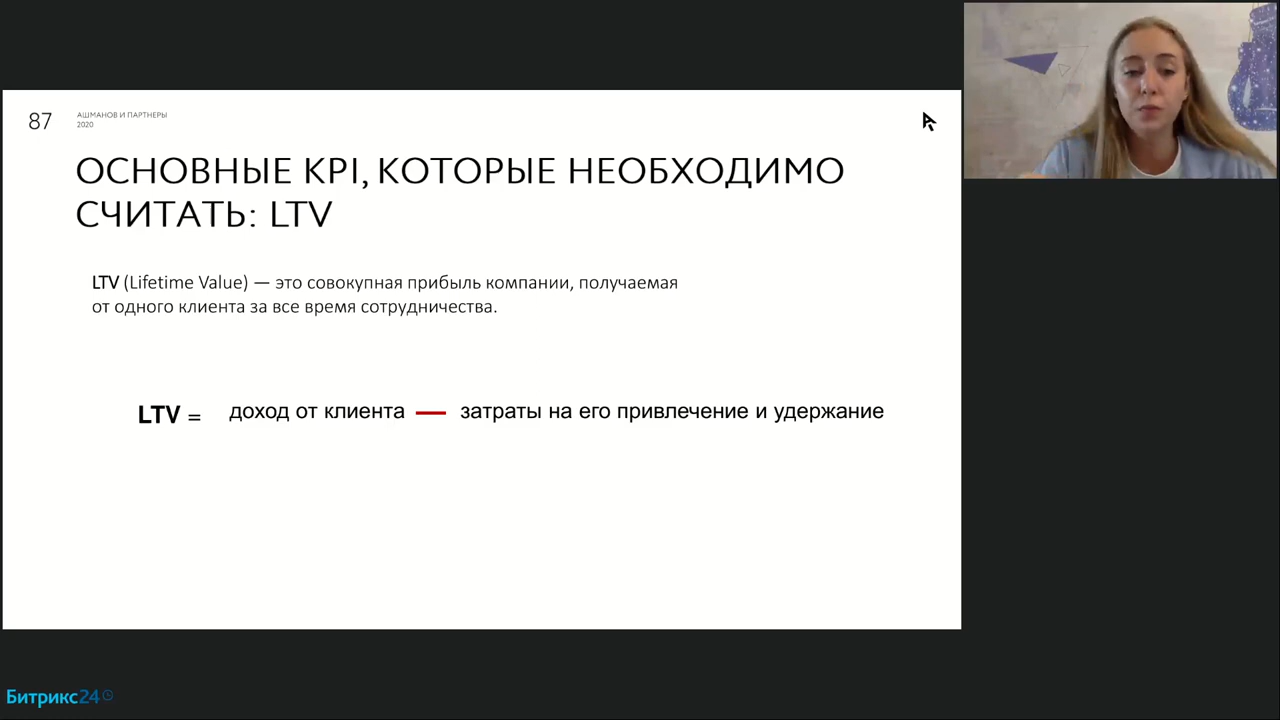 87
АШМАНОВ И ПАРТНЕРЫ
2020
ОСНОВНЫЕ KPI, КОТОРЫЕ НЕОБХОДИМО
СЧИТАТЬ: LTV
LTV (Lifetime Value) — это совокупная прибыль компании, получаемая
от одного клиента за все время сотрудничества.
LTV = доход от клиента — затраты на его привлечение и удержание
Битрикс24